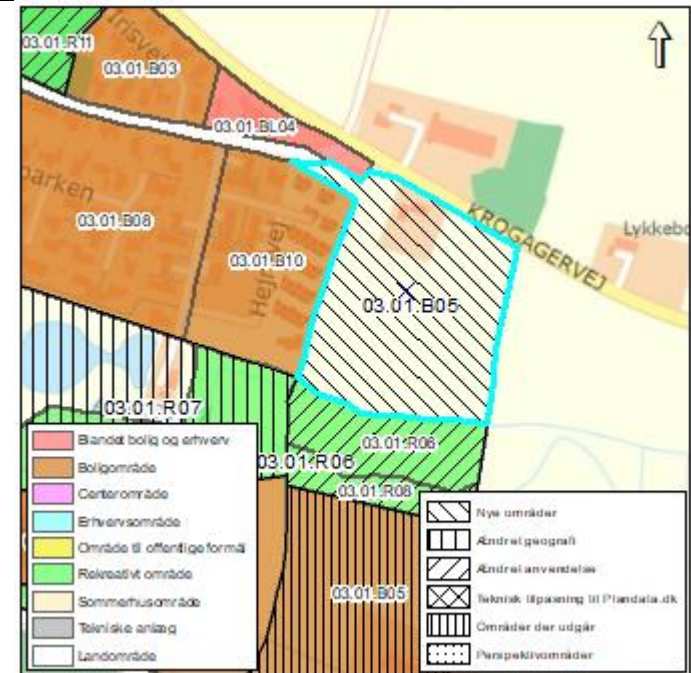 03.01.R11
Irisvej
03.01.B03
03.01.BL04
parken
03.01.B08
03.01.B10
Hejrevej
KROGAGERVEJ
Lykkebo
03.01.B05
03.01.R07
03.01.R06
03.01.R06
03.01.R08
03.01.B05
Blandet bolig og erhverv
Boligområde
Centerområde
Erhvervsområde
Område til offentlige formål
Rekreativt område
Sommerhusområde
Tekniske anlæg
Landområde
Nye områder
Ændret geografi
Ændret anvendelse
Teknisk tilpasning til Plandata.dk
Områder der udgår
Perspektivområder